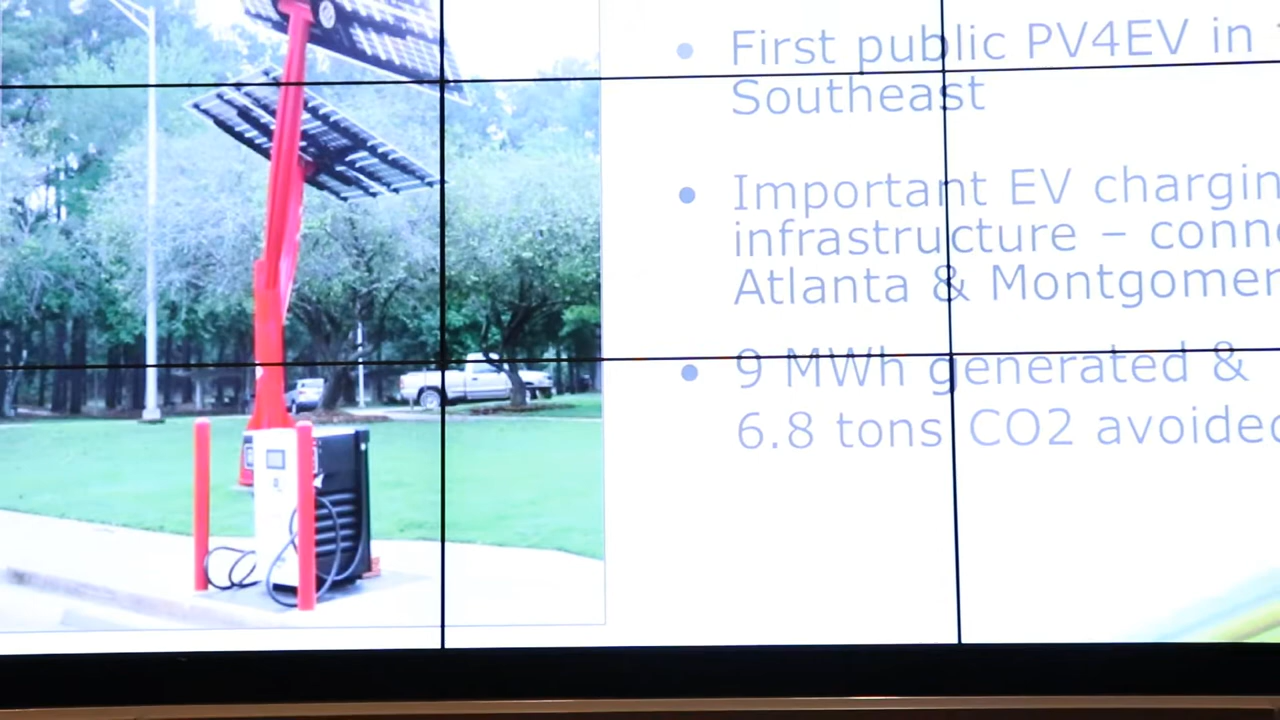 • First public PV4EV in
Southeast
• Important EV chargin
infrastructure – conn
Atlanta & Montgomer
• 9 MWh generated &
6.8 tons CO2 avoided